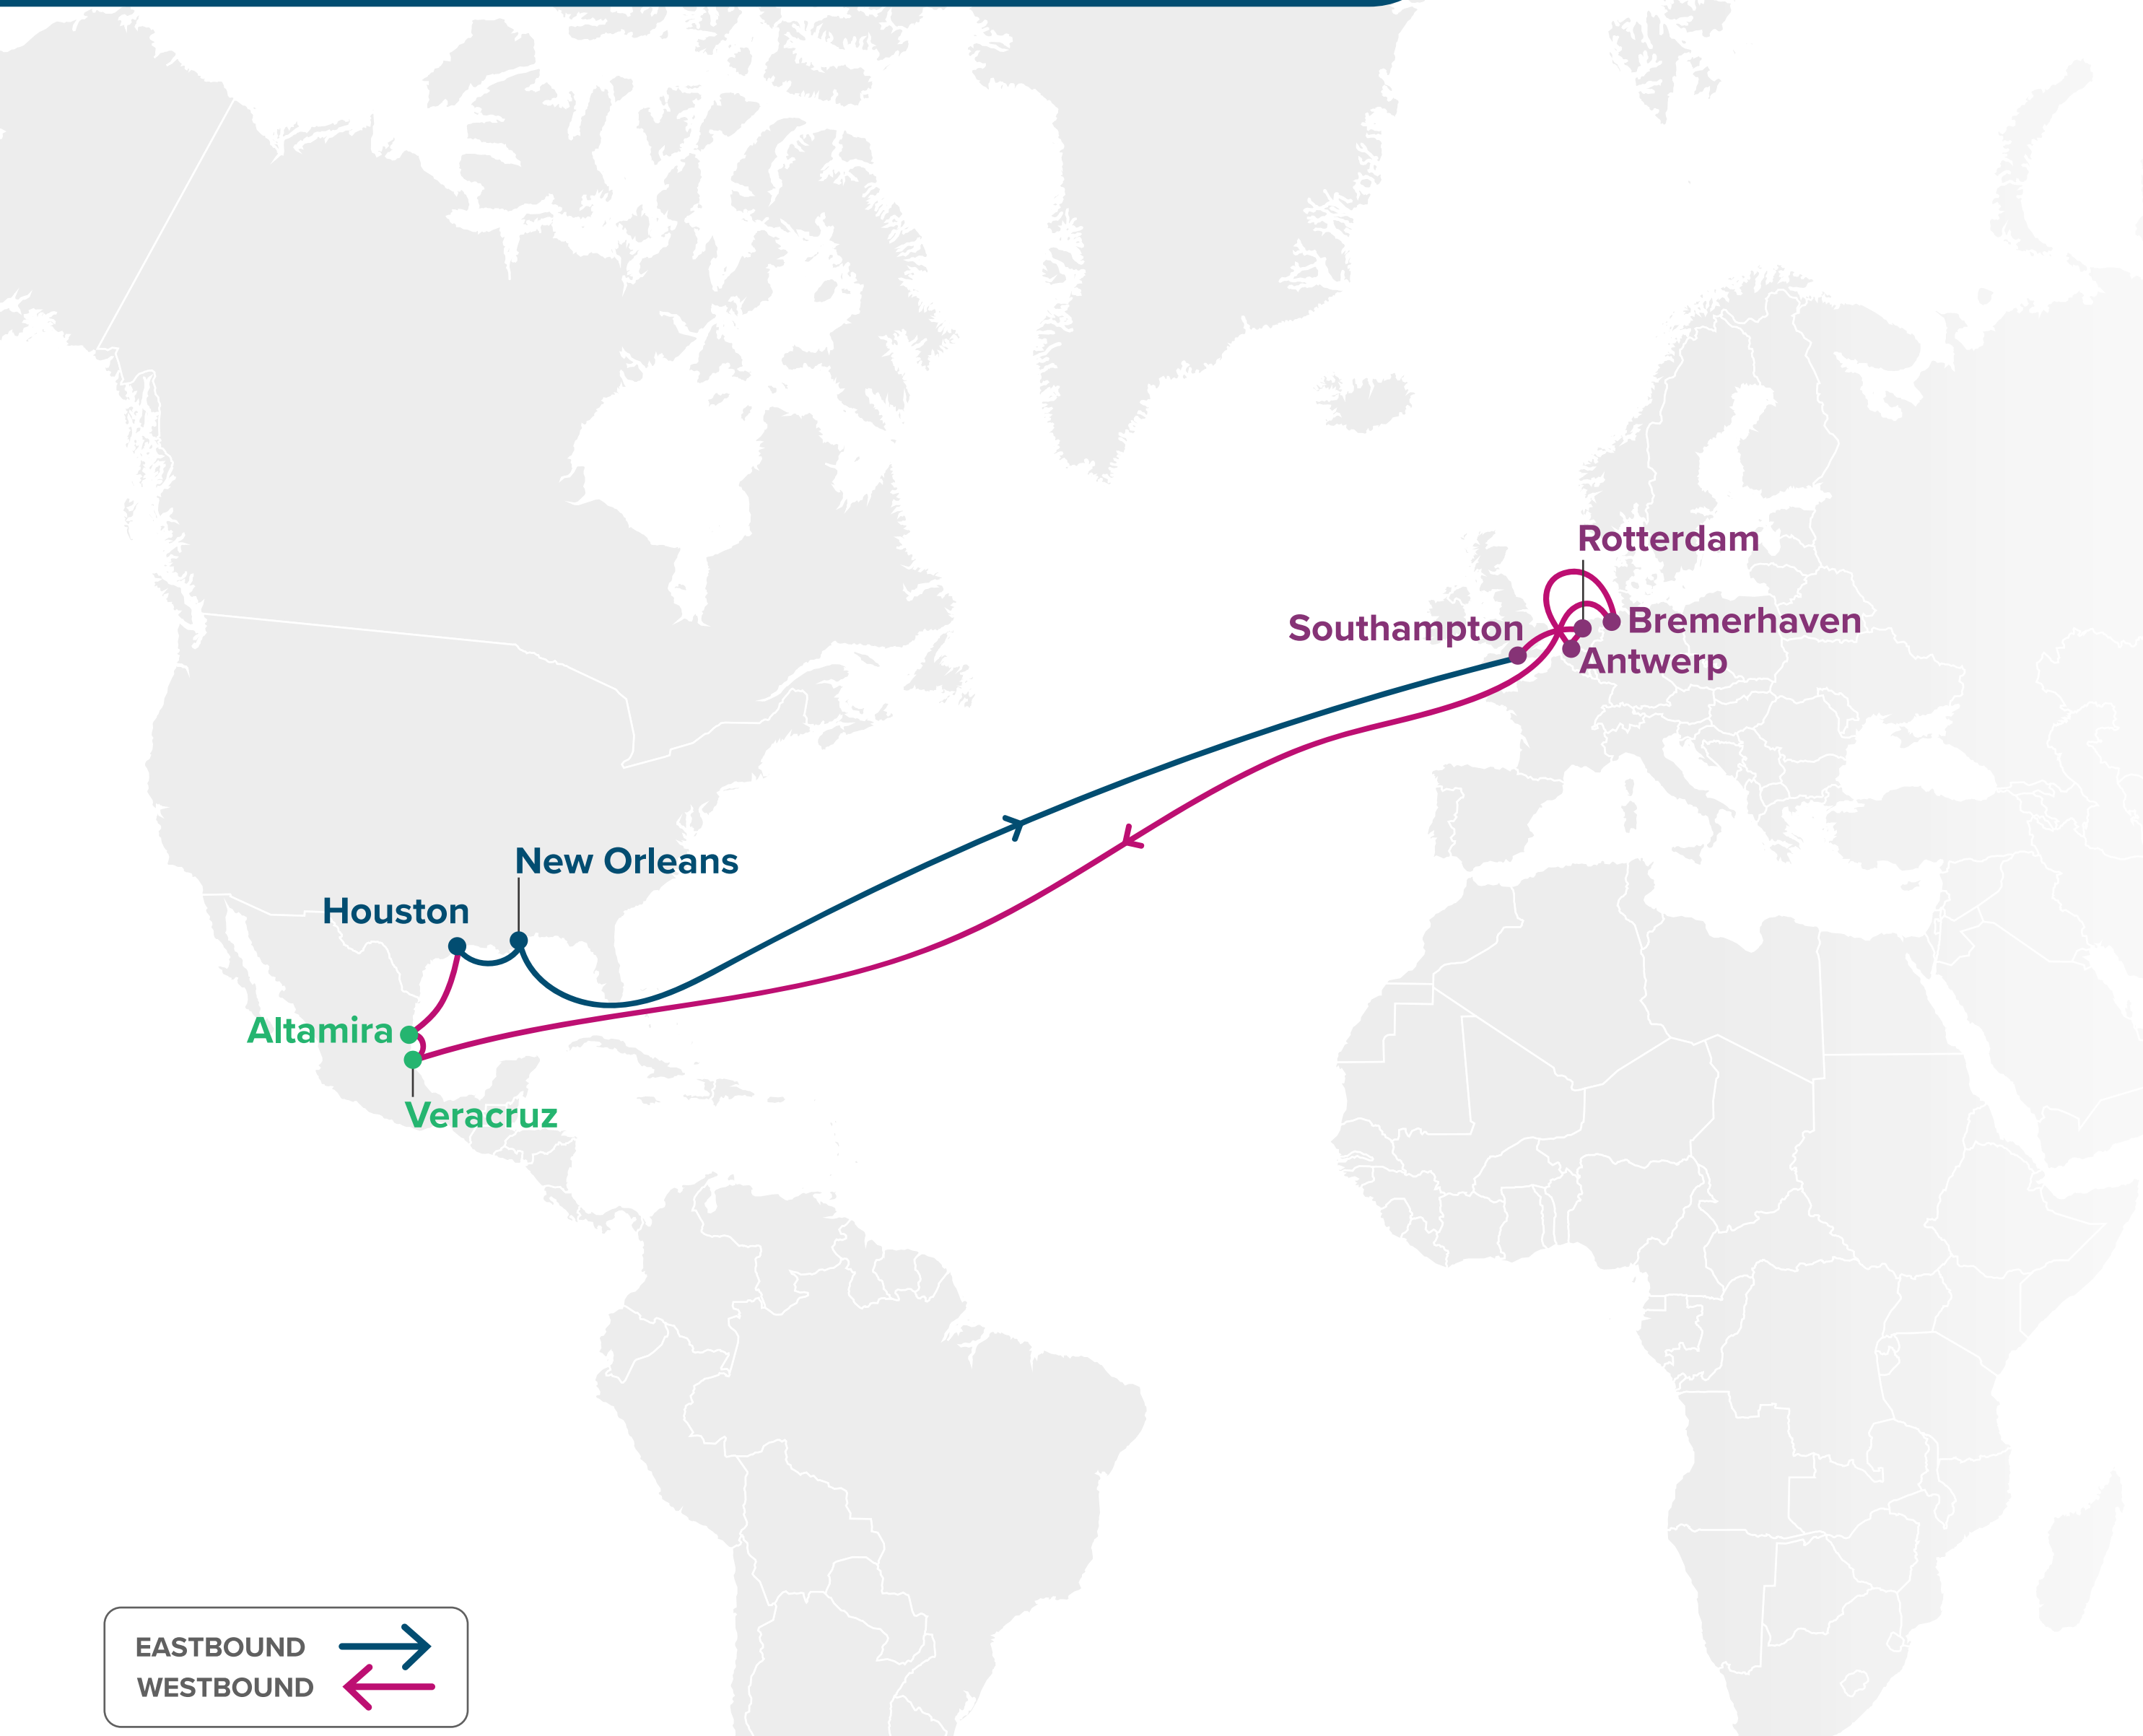 Rotterdam
Southampton
Bremerhaven
Antwerp
New Orleans
Houston
Altamira
Veracruz
EASTBOUND
WESTBOUND